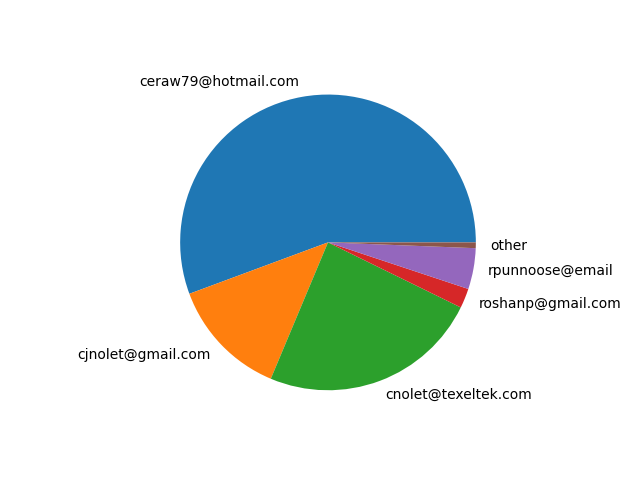 ceraw79@hotmail.com
other
rpunnoose@email
roshanp@gmail.com
cjnolet@gmail.com
cnolet@texeltek.com